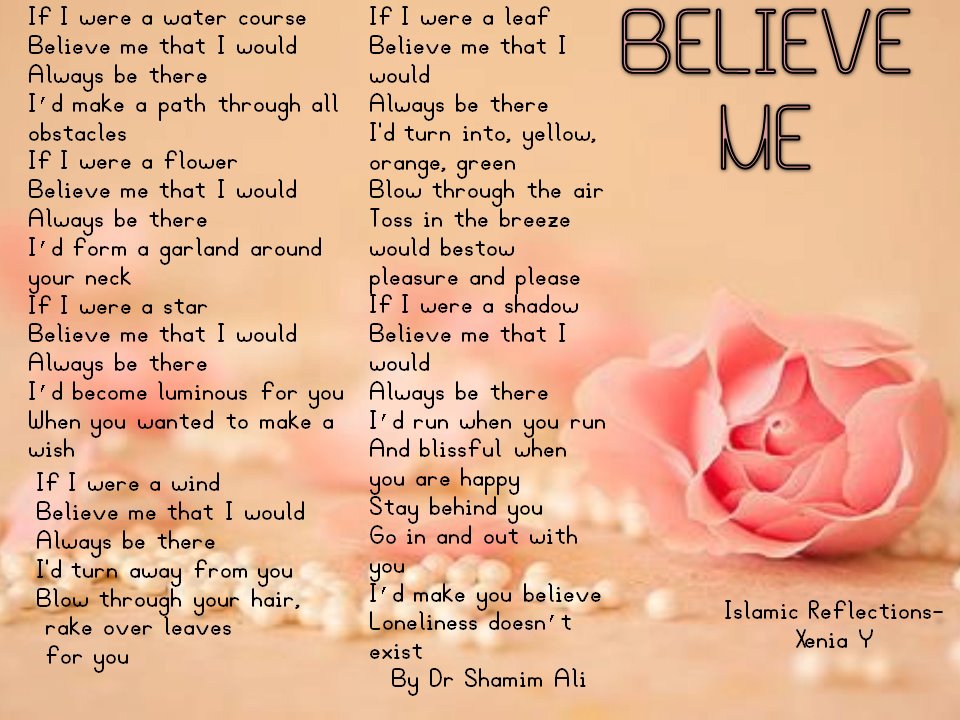 BELIEVE
ME
If I were a water course
Believe me that I would
Always be there
I'd make a path through all
obstacles
If I were a flower
Believe me that I would
Always be there
I'd form a garland around
your neck
If I were a star
Believe me that I would
Always be there
I'd become luminous for you
When you wanted to make a
wish
If I were a wind
Believe me that I would
Always be there
I'd turn away from you
Blow through your hair,
rake over leaves
for you
If I were a leaf
Believe me that I
would
Always be there
I'd turn into, yellow,
orange, green
Blow through the air
Toss in the breeze
would bestow
pleasure and please
If I were a shadow
Believe me that I
would
Always be there
I'd run when you run
And blissful when
you are happy
Stay behind you
Go in and out with
you
I'd make you believe
Loneliness doesn't
exist
By Dr Shamim Ali
Islamic Reflections-
Xenia Y